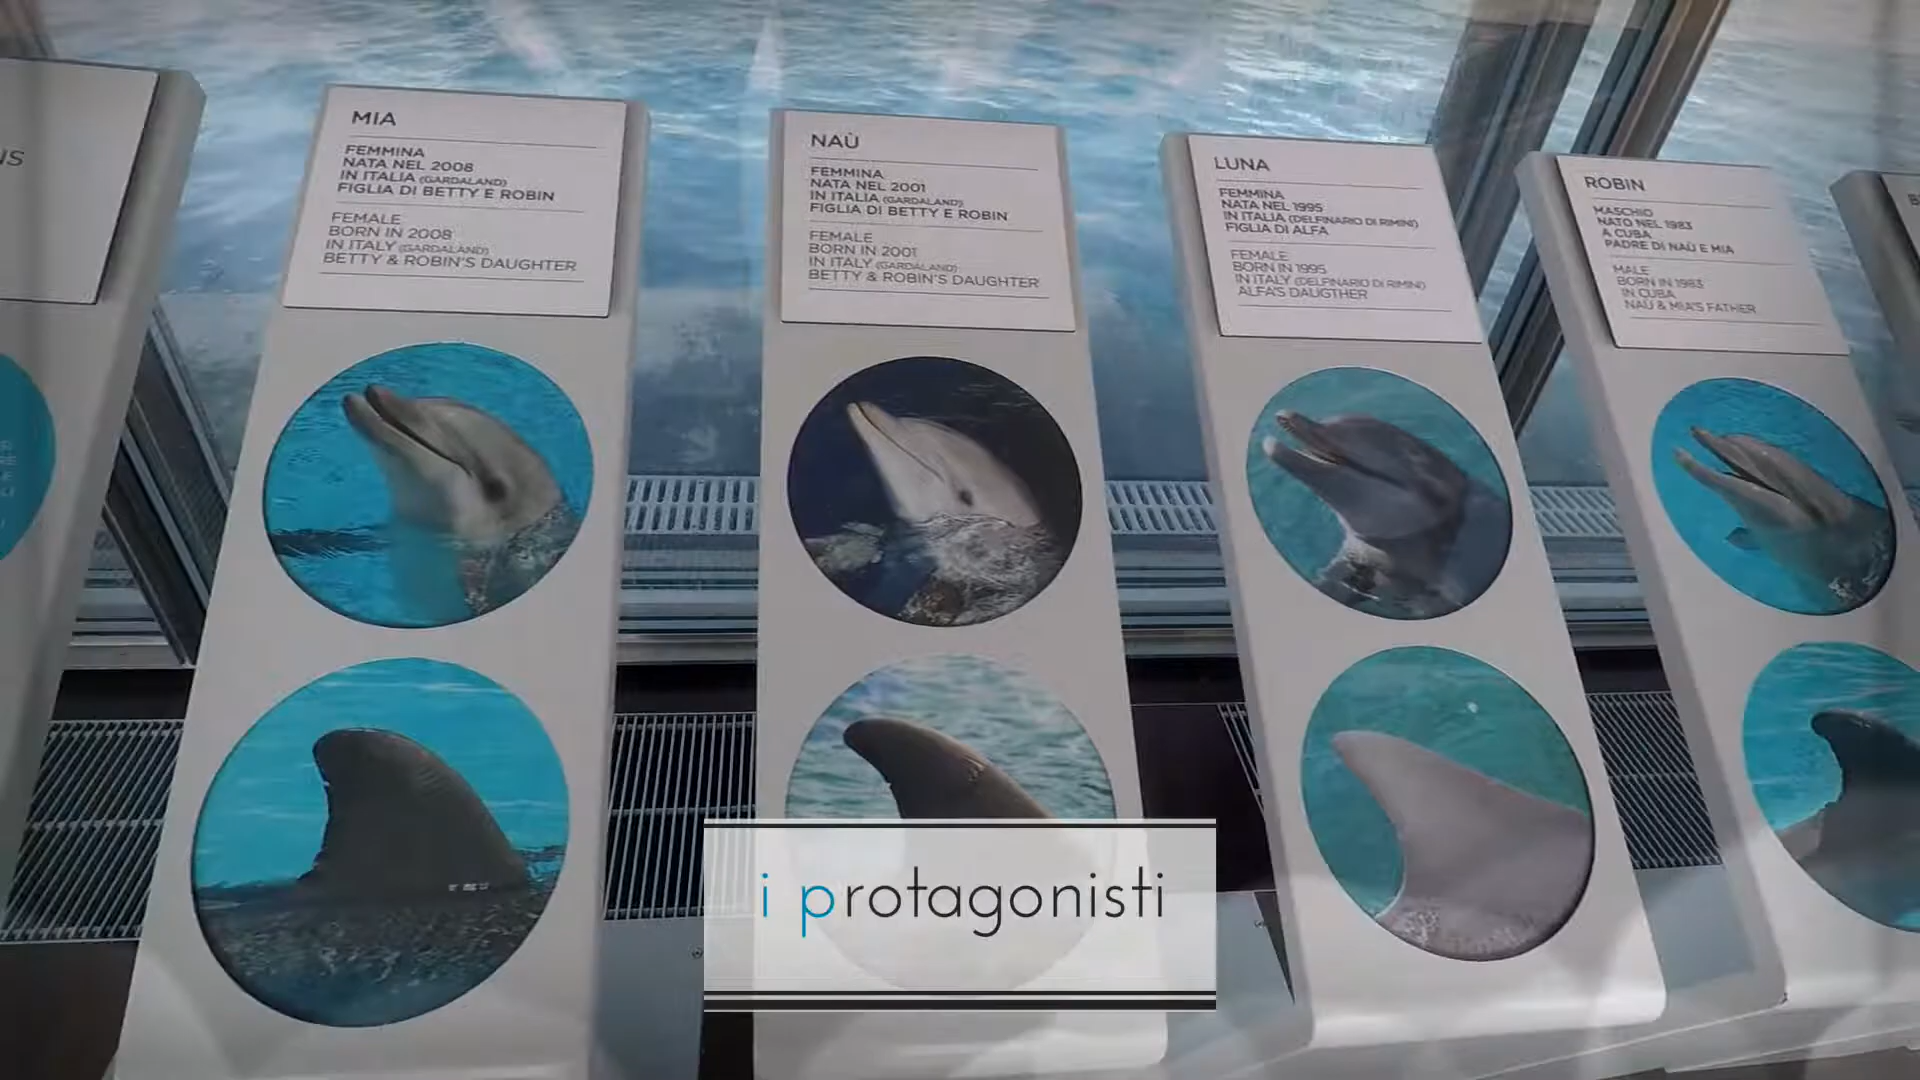 MIA
FEMMINA
NATA NEL 2008
IN ITALIA (GARDALAND)
FIGLIA DI BETTY E ROBIN
FEMALE
BORN IN 2008
IN ITALY (GARDALAND)
BETTY & ROBIN'S DAUGHTER
NAÙ
FEMMINA
NATA NEL 2001
IN ITALIA (GARDALAND)
FIGLIA DI BETTY E ROBIN
FEMALE
BORN IN 2001
IN ITALY (GARDALAND)
BETTY & ROBIN'S DAUGHTER
LUNA
FEMMINA
NATA NEL 1995
IN ITALIA (DELFINARIO DI RIMINI)
FIGLIA DI ALFA
FEMALE
BORN IN 1995
IN ITALY (DELFINARIO DI RIMINI)
ALFA'S DAUGTHER
ROBIN
MASCHIO
NATO NEL 1983
A CUBA
PADRE DI NAÙ E MIA
MALE
BORN IN 1983
IN CUBA
NAÙ & MIA'S FATHER
i protagonisti